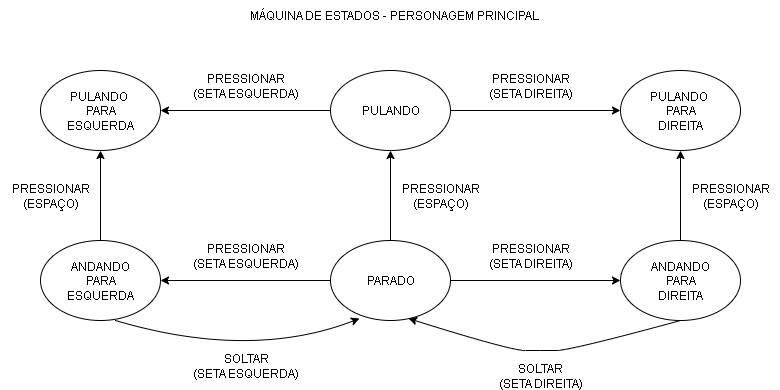 MÁQUINA DE ESTADOS - PERSONAGEM PRINCIPAL
PRESSIONAR
(SETA ESQUERDA)
PRESSIONAR
(SETA DIREITA)
PULANDO
PARA
ESQUERDA
PULANDO
PULANDO
PARA
DIREITA
PRESSIONAR
(ESPAÇO)
PRESSIONAR
(ESPAÇO)
PRESSIONAR
(ESPAÇO)
PRESSIONAR
(SETA ESQUERDA)
PRESSIONAR
(SETA DIREITA)
ANDANDO
PARA
ESQUERDA
PARADO
ANDANDO
PARA
DIREITA
SOLTAR
(SETA ESQUERDA)
SOLTAR
(SETA DIREITA)